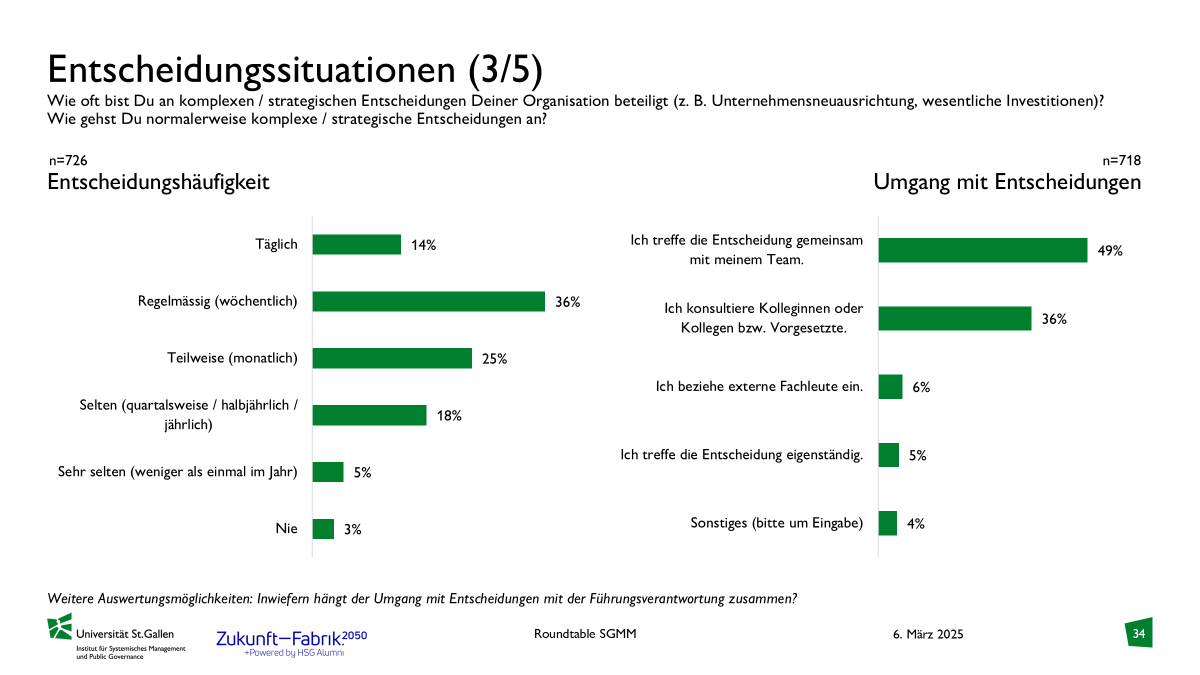 Entscheidungssituationen (3/5)
Wie oft bist Du an komplexen / strategischen Entscheidungen Deiner Organisation beteiligt (z. B. Unternehmensneuausrichtung, wesentliche Investitionen)?
Wie gehst Du normalerweise komplexe / strategische Entscheidungen an?
n=726
Entscheidungshäufigkeit
Täglich
14%
Regelmässig (wöchentlich)
36%
Teilweise (monatlich)
25%
Selten (quartalsweise / halbjährlich /
jährlich)
18%
Sehr selten (weniger als einmal im Jahr)
5%
Nie
3%
n=718
Umgang mit Entscheidungen
Ich treffe die Entscheidung gemeinsam
mit meinem Team.
49%
Ich konsultiere Kolleginnen oder
Kollegen bzw. Vorgesetzte.
36%
Ich beziehe externe Fachleute ein.
6%
Ich treffe die Entscheidung eigenständig.
5%
Sonstiges (bitte um Eingabe)
4%
Weitere Auswertungsmöglichkeiten: Inwiefern hängt der Umgang mit Entscheidungen mit der Führungsverantwortung zusammen?
Universität St.Gallen
Institut für Systemisches Management
und Public Governance
Zukunft—Fabrik.2050
+Powered by HSG Alumni
Roundtable SGMM
6. März 2025
34